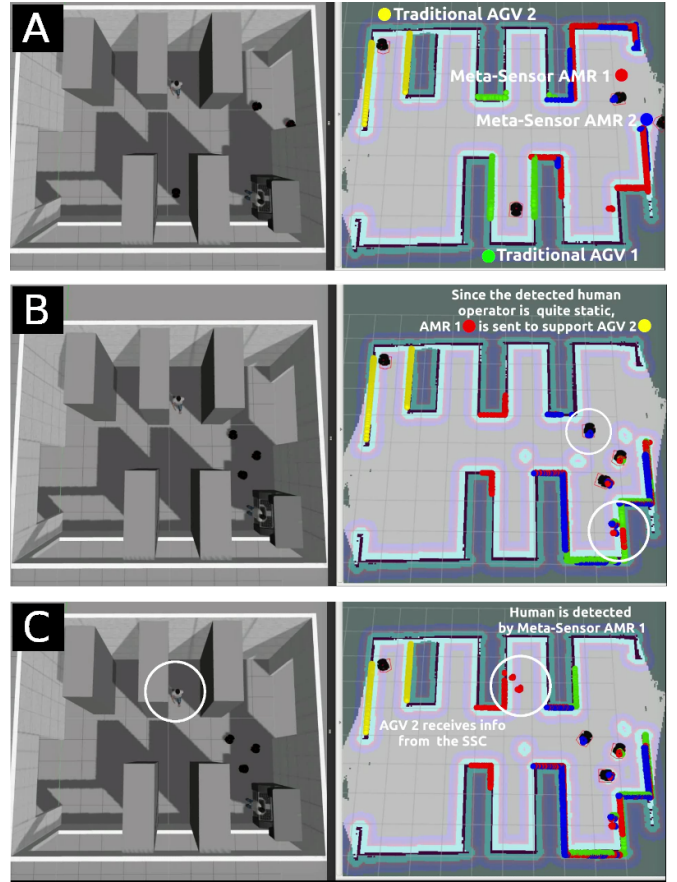 A
Traditional AGV 2
Meta-Sensor AMR 1
Meta-Sensor AMR 2
Traditional AGV 1
B
Since the detected human
operator is quite static,
AMR 1 is sent to support AGV 2
C
Human is detected
by Meta-Sensor AMR 1
AGV 2 receives info
from the SSC